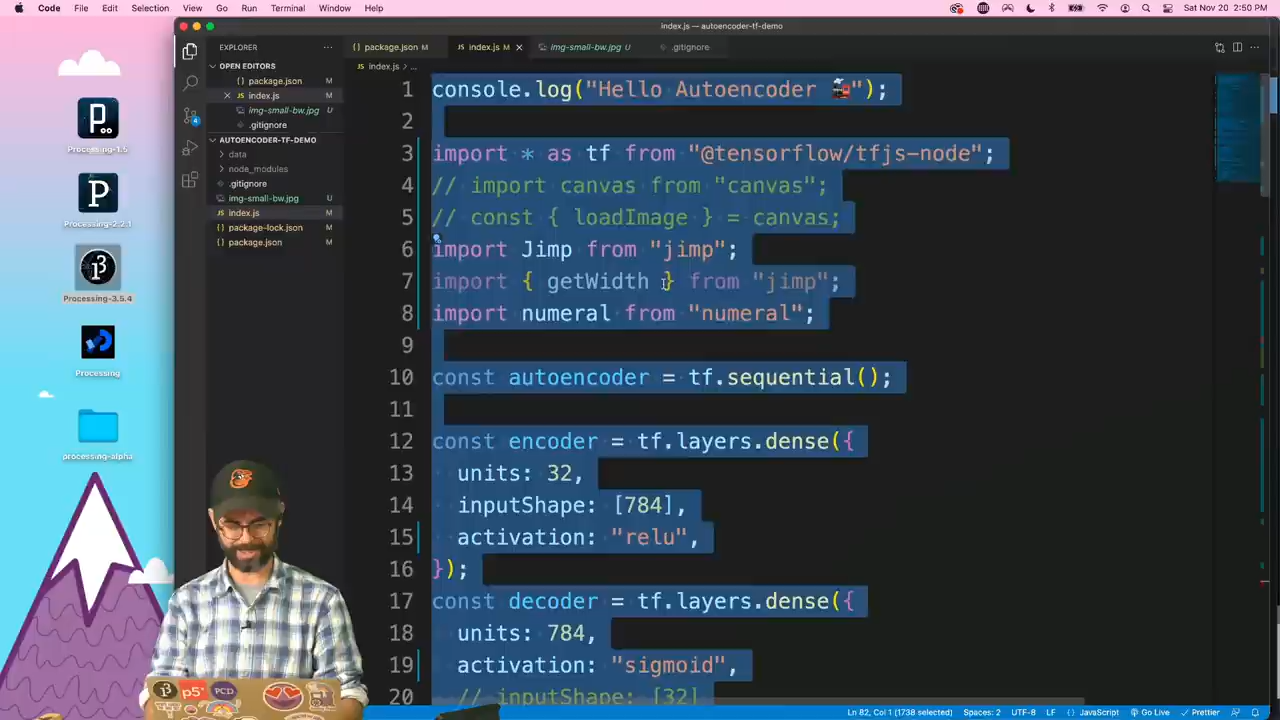 Code File Edit Selection View Go Run Terminal Window Help Sat Nov 20 2:50 PM
index.js — autoencoder-tf-demo
EXPLORER
package.json M
index.js M
img-small-bw.jpg U
.gitignore
index.js > ...
OPEN EDITORS
package.json M
index.js M
img-small-bw.jpg U
.gitignore
AUTOENCODER-TF-DEMO
data
node_modules
.gitignore
img-small-bw.jpg U
index.js M
package-lock.json M
package.json M
4
Processing-1.5
Processing-2.2.1
Processing-3.5.4
Processing
processing-alpha
1 console.log("Hello Autoencoder 🚂");
2
3 import * as tf from "@tensorflow/tfjs-node";
4 // import canvas from "canvas";
5 // const { loadImage } = canvas;
6 import Jimp from "jimp";
7 import { getWidth } from "jimp";
8 import numeral from "numeral";
9
10 const autoencoder = tf.sequential();
11
12 const encoder = tf.layers.dense({
13 units: 32,
14 inputShape: [784],
15 activation: "relu",
16 });
17 const decoder = tf.layers.dense({
18 units: 784,
19 activation: "sigmoid",
20 // inputShape: [32]
p5*
PCD
Ln 82, Col 1 (1738 selected) Spaces: 2 UTF-8 LF {} JavaScript Go Live Prettier